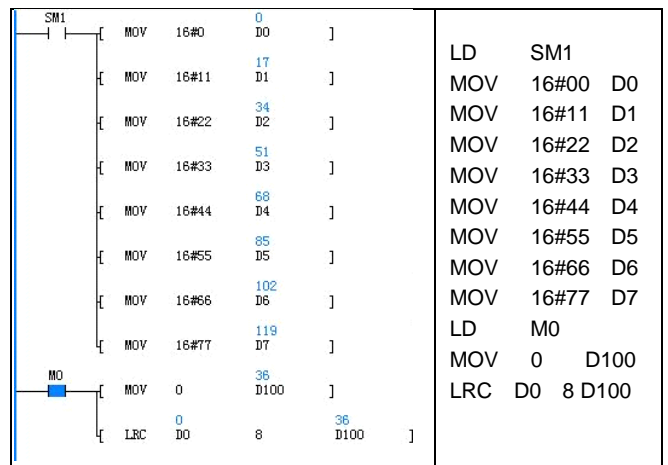 SM1
0
MOV 16#0 D0
17
MOV 16#11 D1
34
MOV 16#22 D2
51
MOV 16#33 D3
68
MOV 16#44 D4
85
MOV 16#55 D5
102
MOV 16#66 D6
119
MOV 16#77 D7
M0
36
MOV 0 D100
0 36
LRC D0 8 D100
LD SM1
MOV 16#00 D0
MOV 16#11 D1
MOV 16#22 D2
MOV 16#33 D3
MOV 16#44 D4
MOV 16#55 D5
MOV 16#66 D6
MOV 16#77 D7
LD M0
MOV 0 D100
LRC D0 8 D100